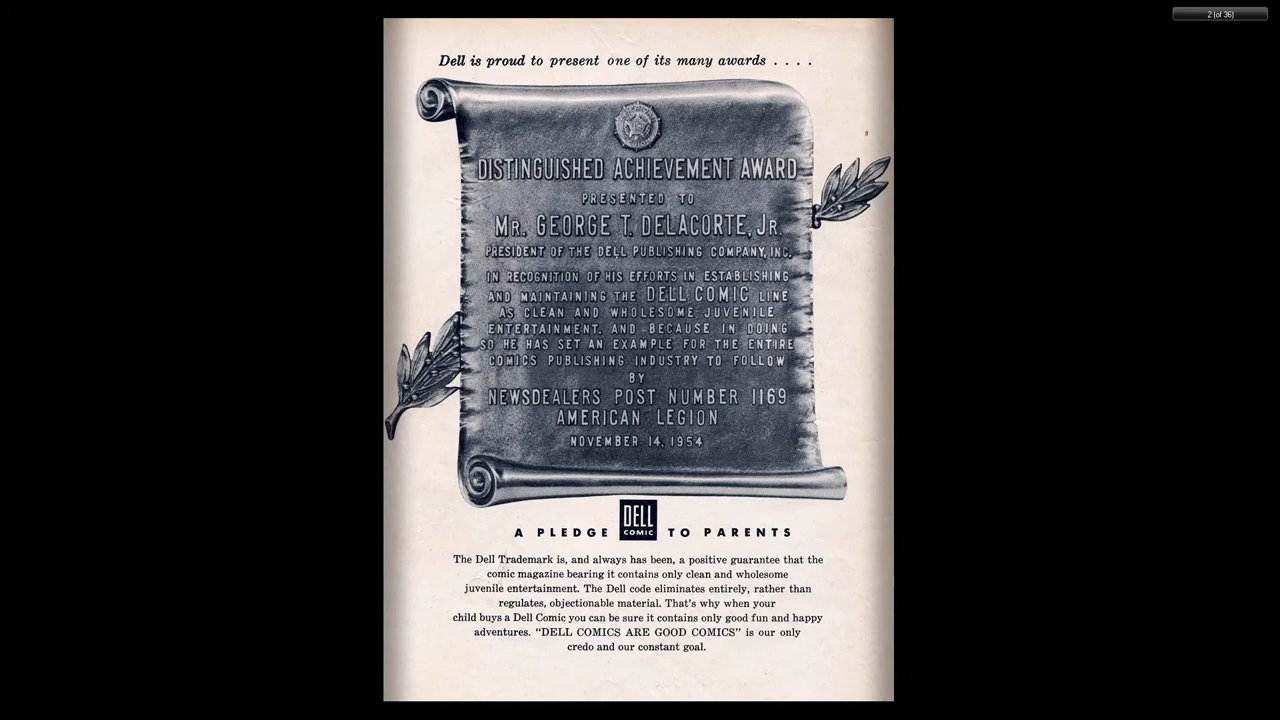 2 (of 36)
Dell is proud to present one of its many awards . . . .
DISTINGUISHED ACHIEVEMENT AWARD
PRESENTED TO
MR. GEORGE T. DELACORTE, JR.
PRESIDENT OF THE DELL PUBLISHING COMPANY, INC.
IN RECOGNITION OF HIS EFFORTS IN ESTABLISHING
AND MAINTAINING THE DELL COMIC LINE
AS CLEAN AND WHOLESOME JUVENILE
ENTERTAINMENT. AND BECAUSE IN DOING
SO HE HAS SET AN EXAMPLE FOR THE ENTIRE
COMICS PUBLISHING INDUSTRY TO FOLLOW
BY
NEWSDEALERS POST NUMBER 1169
AMERICAN LEGION
NOVEMBER 14, 1954
DELL
COMIC
A PLEDGE TO PARENTS
The Dell Trademark is, and always has been, a positive guarantee that the
comic magazine bearing it contains only clean and wholesome
juvenile entertainment. The Dell code eliminates entirely, rather than
regulates, objectionable material. That's why when your
child buys a Dell Comic you can be sure it contains only good fun and happy
adventures. "DELL COMICS ARE GOOD COMICS" is our only
credo and our constant goal.